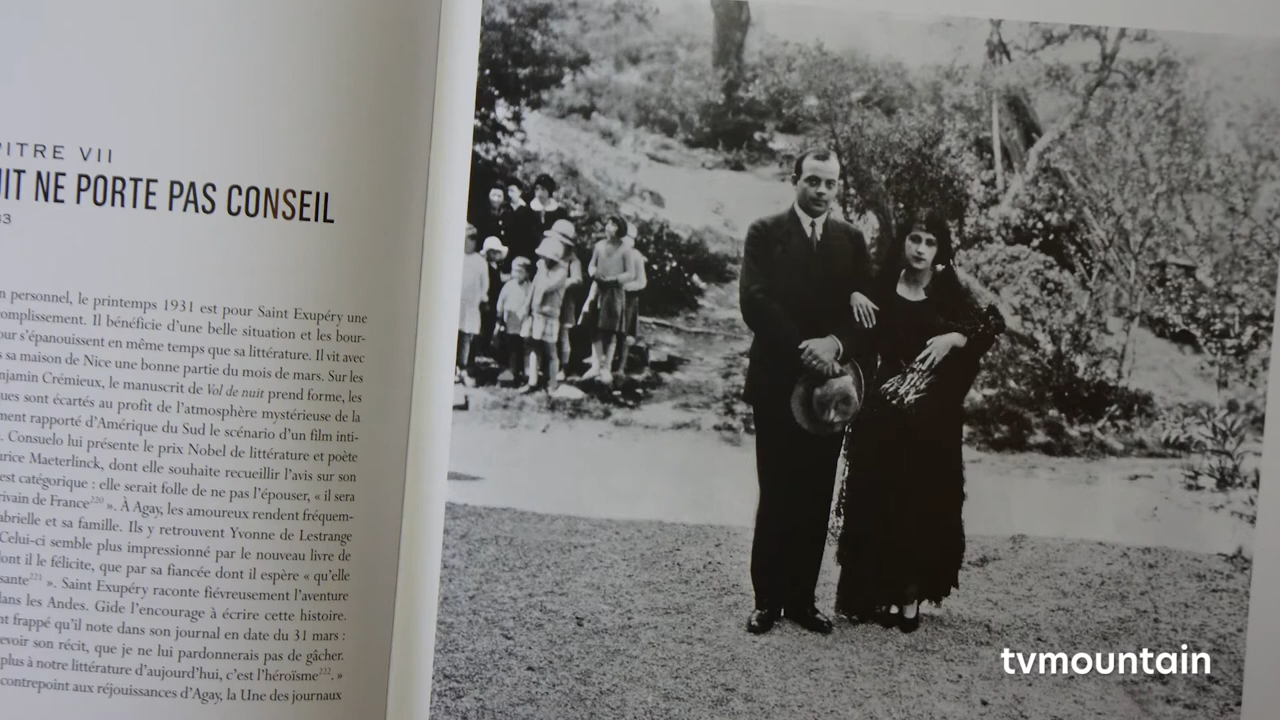 PITRE VII
IT NE PORTE PAS CONSEIL
33
n personnel, le printemps 1931 est pour Saint Exupéry une
omplissement. Il bénéficie d'une belle situation et les bour-
our s'épanouissent en même temps que sa littérature. Il vit avec
s sa maison de Nice une bonne partie du mois de mars. Sur les
njamin Crémieux, le manuscrit de Vol de nuit prend forme, les
ues sont écartés au profit de l'atmosphère mystérieuse de la
ment rapporté d'Amérique du Sud le scénario d'un film inti-
. Consuelo lui présente le prix Nobel de littérature et poète
urice Maeterlinck, dont elle souhaite recueillir l'avis sur son
est catégorique : elle serait folle de ne pas l'épouser, « il sera
rivain de France²²⁰ ». À Agay, les amoureux rendent fréquem-
abrielle et sa famille. Ils y retrouvent Yvonne de Lestrange
Celui-ci semble plus impressionné par le nouveau livre de
dont il le félicite, que par sa fiancée dont il espère « qu'elle
sante²²¹ ». Saint Exupéry raconte fiévreusement l'aventure
dans les Andes. Gide l'encourage à écrire cette histoire.
nt frappé qu'il note dans son journal en date du 31 mars :
evoir son récit, que je ne lui pardonnerais pas de gâcher.
plus à notre littérature d'aujourd'hui, c'est l'héroïsme²²². »
contrepoint aux réjouissances d'Agay, la Une des journaux
tvmountain